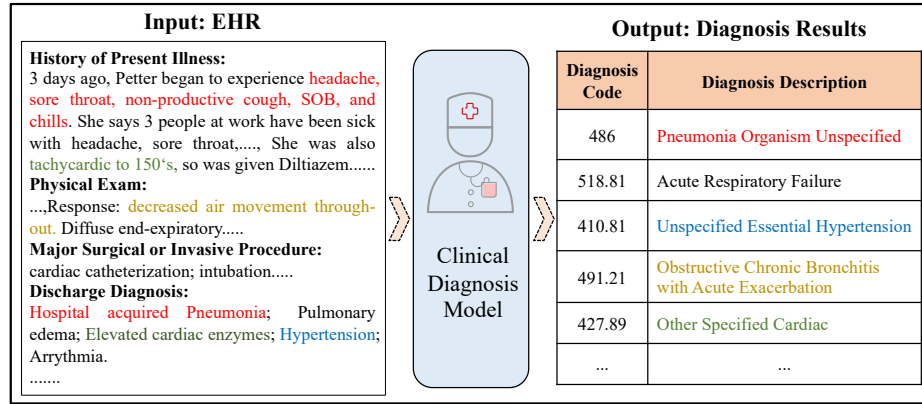 Input: EHR
History of Present Illness:
3 days ago, Petter began to experience headache,
sore throat, non-productive cough, SOB, and
chills. She says 3 people at work have been sick
with headache, sore throat,...., She was also
tachycardic to 150‘s, so was given Diltiazem......
Physical Exam:
...,Response: decreased air movement through-
out. Diffuse end-expiratory.....
Major Surgical or Invasive Procedure:
cardiac catheterization; intubation.....
Discharge Diagnosis:
Hospital acquired Pneumonia; Pulmonary
edema; Elevated cardiac enzymes; Hypertension;
Arrythmia.
.......
Clinical
Diagnosis
Model
Output: Diagnosis Results
Diagnosis
Code
Diagnosis Description
486
Pneumonia Organism Unspecified
518.81
Acute Respiratory Failure
410.81
Unspecified Essential Hypertension
491.21
Obstructive Chronic Bronchitis
with Acute Exacerbation
427.89
Other Specified Cardiac
...
...